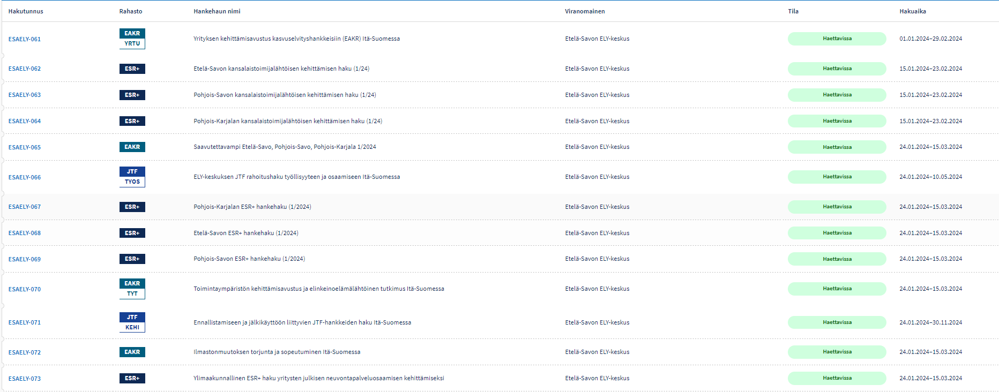 Hakutunnus Rahasto Hankehaun nimi Viranomainen Tila Hakuaika
ESAELY-061 EAKR YRTU Yrityksen kehittämisavustus kasvuselvityshankkeisiin (EAKR) Itä-Suomessa Etelä-Savon ELY-keskus Haettavissa 01.01.2024–29.02.2024
ESAELY-062 ESR+ Etelä-Savon kansalaistoimijalähtöisen kehittämisen haku (1/24) Etelä-Savon ELY-keskus Haettavissa 15.01.2024–23.02.2024
ESAELY-063 ESR+ Pohjois-Savon kansalaistoimijalähtöisen kehittämisen haku (1/24) Etelä-Savon ELY-keskus Haettavissa 15.01.2024–23.02.2024
ESAELY-064 ESR+ Pohjois-Karjalan kansalaistoimijalähtöisen kehittämisen haku (1/24) Etelä-Savon ELY-keskus Haettavissa 15.01.2024–23.02.2024
ESAELY-065 EAKR Saavutettavampi Etelä-Savo, Pohjois-Savo, Pohjois-Karjala 1/2024 Etelä-Savon ELY-keskus Haettavissa 24.01.2024–15.03.2024
ESAELY-066 JTF TYOS ELY-keskuksen JTF rahoitushaku työllisyyteen ja osaamiseen Itä-Suomessa Etelä-Savon ELY-keskus Haettavissa 24.01.2024–10.05.2024
ESAELY-067 ESR+ Pohjois-Karjalan ESR+ hankehaku (1/2024) Etelä-Savon ELY-keskus Haettavissa 24.01.2024–15.03.2024
ESAELY-068 ESR+ Etelä-Savon ESR+ hankehaku (1/2024) Etelä-Savon ELY-keskus Haettavissa 24.01.2024–15.03.2024
ESAELY-069 ESR+ Pohjois-Savon ESR+ hankehaku (1/2024) Etelä-Savon ELY-keskus Haettavissa 24.01.2024–15.03.2024
ESAELY-070 EAKR TYT Toimintaympäristön kehittämisavustus ja elinkeinoelämälähtöinen tutkimus Itä-Suomessa Etelä-Savon ELY-keskus Haettavissa 24.01.2024–15.03.2024
ESAELY-071 JTF KEHI Ennallistamiseen ja jälkikäyttöön liittyvien JTF-hankkeiden haku Itä-Suomessa Etelä-Savon ELY-keskus Haettavissa 24.01.2024–30.11.2024
ESAELY-072 EAKR Ilmastonmuutoksen torjunta ja sopeutuminen Itä-Suomessa Etelä-Savon ELY-keskus Haettavissa 24.01.2024–15.03.2024
ESAELY-073 ESR+ Ylimaakunnallinen ESR+ haku yritysten julkisen neuvontapalveluosaamisen kehittämiseksi Etelä-Savon ELY-keskus Haettavissa 24.01.2024–15.03.2024